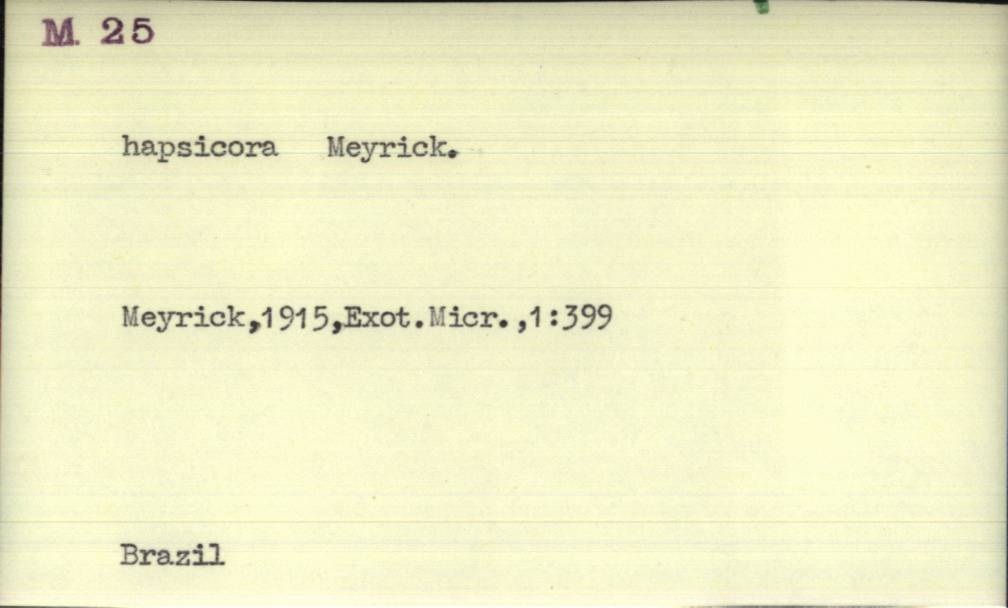 M. 25
hapsicora Meyrick.
Meyrick,1915,Exot.Micr.,1:399
Brazil